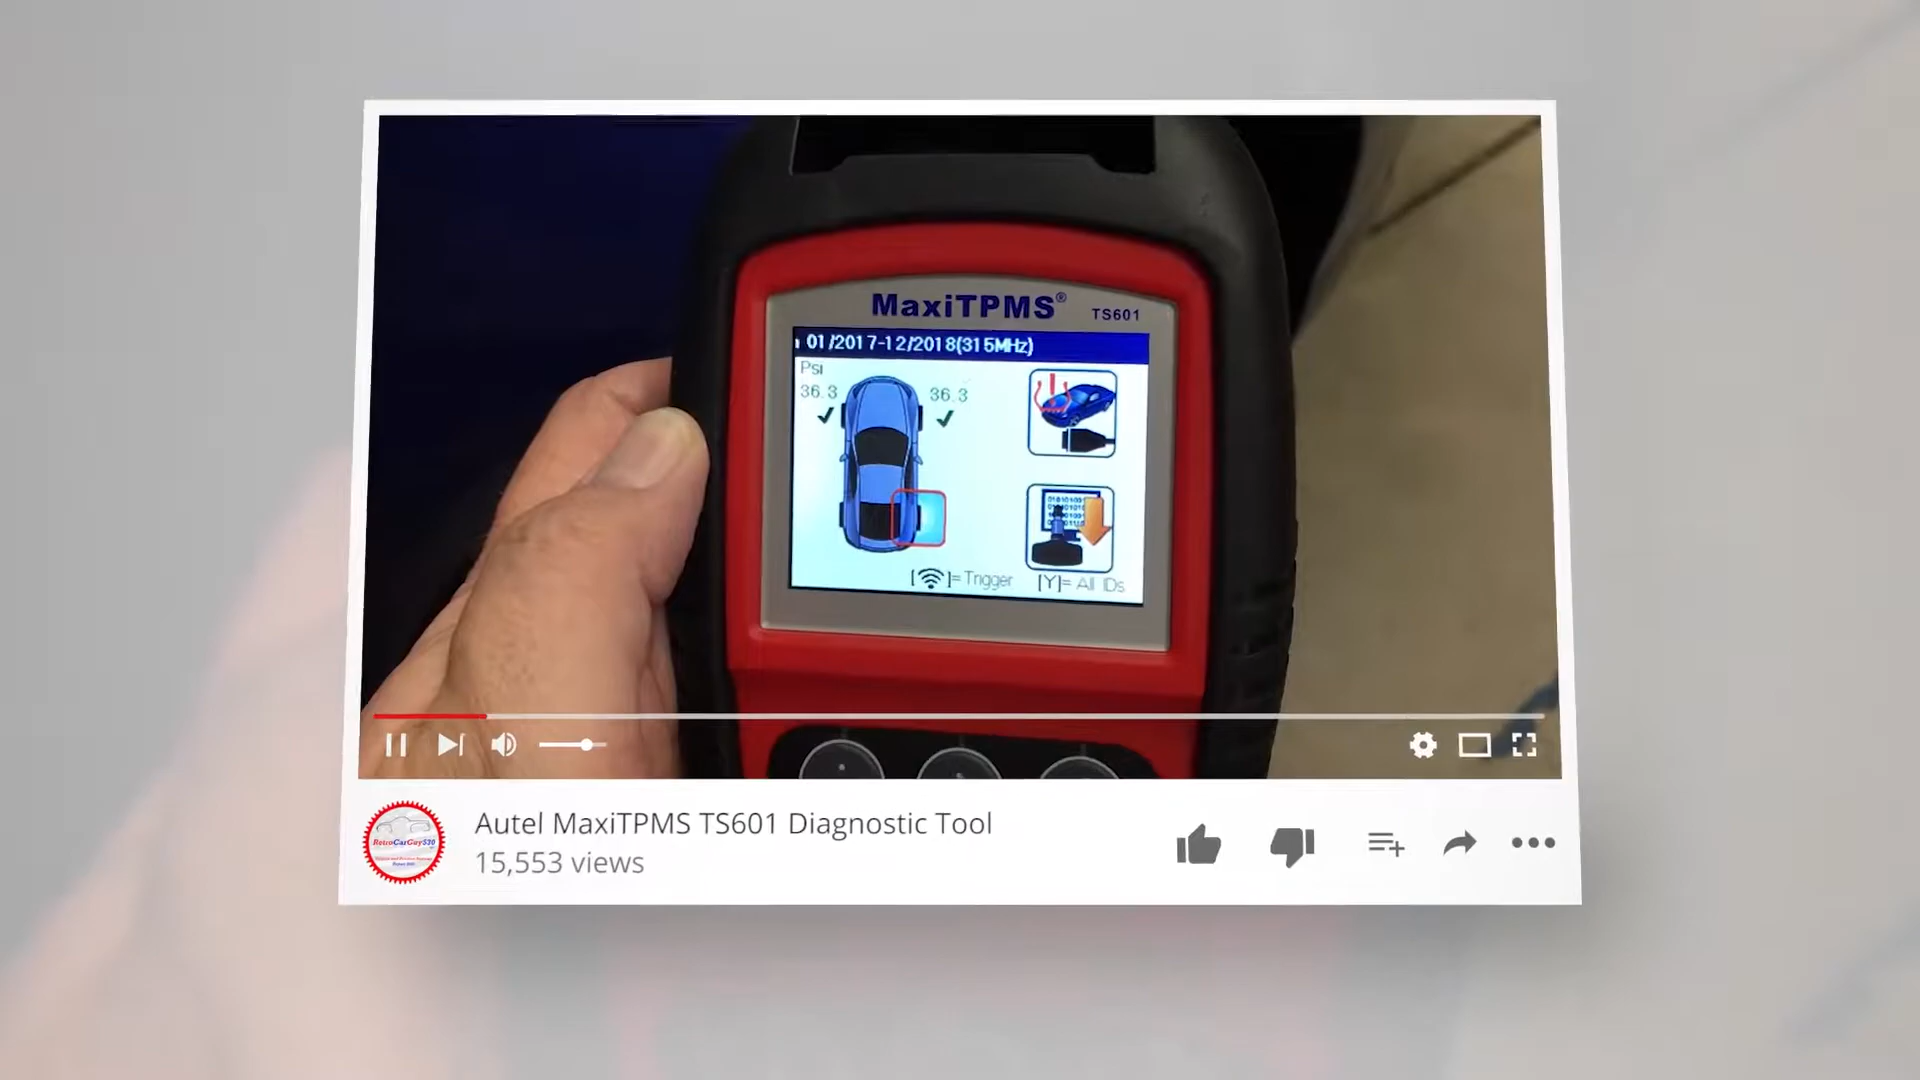 MaxiTPMS®
TS601
01/2017-12/2018(315MHz)
Psi
36.3
36.3
[ ]= Trigger
[Y]= All IDs
Autel MaxiTPMS TS601 Diagnostic Tool
15,553 views
RetroCarGuy530